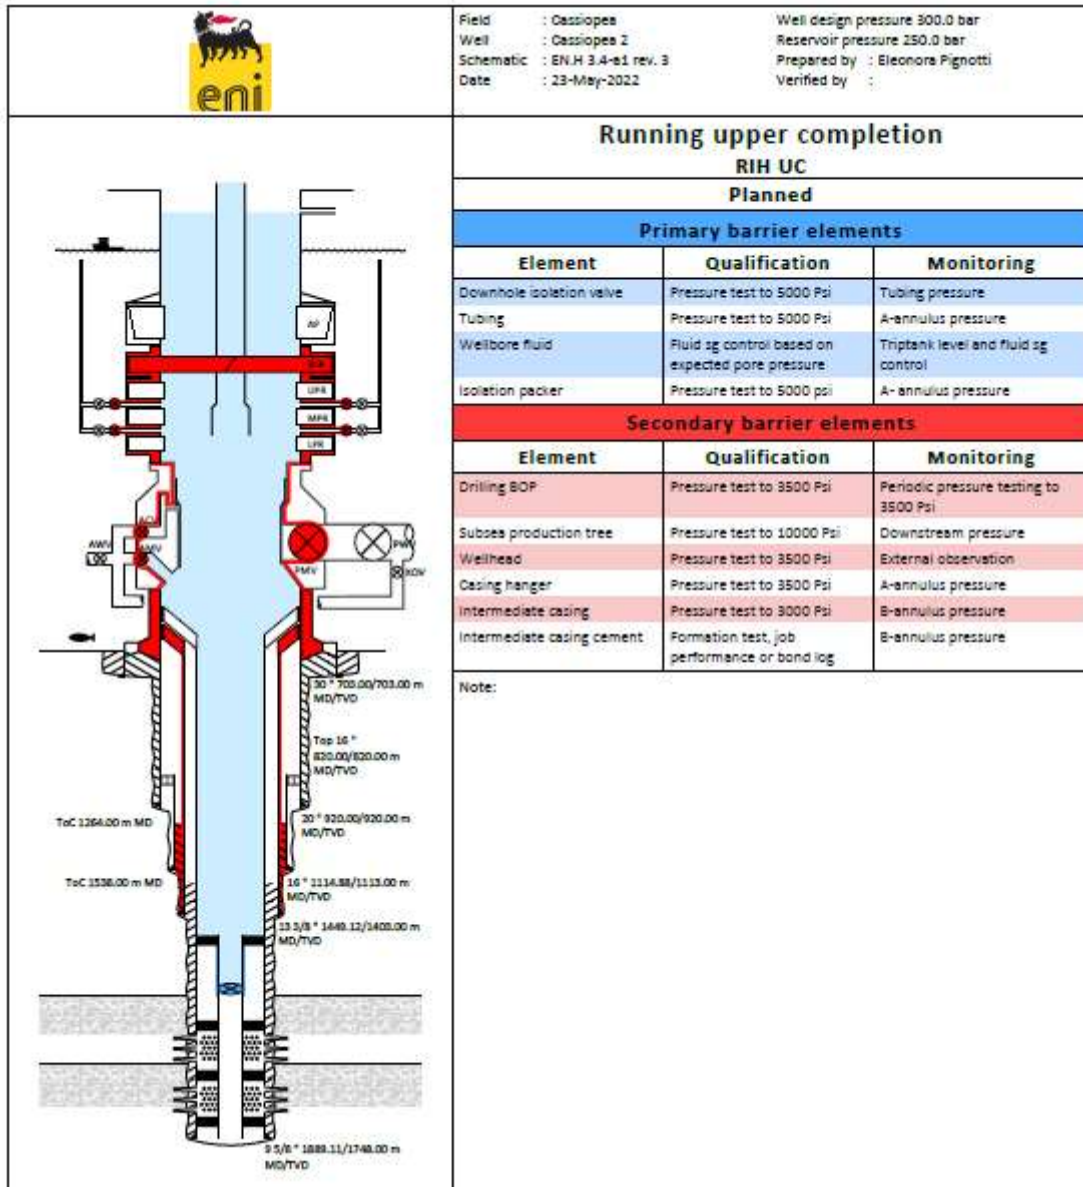 eni
Field : Cassiopea
Well : Cassiopea 2
Schematic : EN.H 3.4-e1 rev. 3
Date : 23-May-2022
Well design pressure 300.0 bar
Reservoir pressure 250.0 bar
Prepared by : Eleonora Pignotti
Verified by :
Running upper completion
RIH UC
Planned
Primary barrier elements
Element Qualification Monitoring
Downhole isolation valve Pressure test to 5000 Psi Tubing pressure
Tubing Pressure test to 5000 Psi A-annulus pressure
Wellbore fluid Fluid sg control based on Triptank level and fluid sg
expected pore pressure control
Isolation packer Pressure test to 5000 psi A- annulus pressure
Secondary barrier elements
Element Qualification Monitoring
Drilling BOP Pressure test to 3500 Psi Periodic pressure testing to
3500 Psi
Subsea production tree Pressure test to 10000 Psi Downstream pressure
Wellhead Pressure test to 3500 Psi External observation
Casing hanger Pressure test to 3500 Psi A-annulus pressure
Intermediate casing Pressure test to 3000 Psi B-annulus pressure
Intermediate casing cement Formation test, job B-annulus pressure
performance or bond log
Note:
AP
UPR
MPR
LPR
AWV
AMV
PMV
XOV
30 " 703.00/703.00 m
MD/TVD
Top 16 "
820.00/820.00 m
MD/TVD
ToC 1264.00 m MD
20 " 920.00/920.00 m
MD/TVD
ToC 1538.00 m MD
16 " 1114.88/1113.00 m
MD/TVD
13 3/8 " 1449.12/1403.00 m
MD/TVD
9 5/8 " 1889.11/1748.00 m
MD/TVD